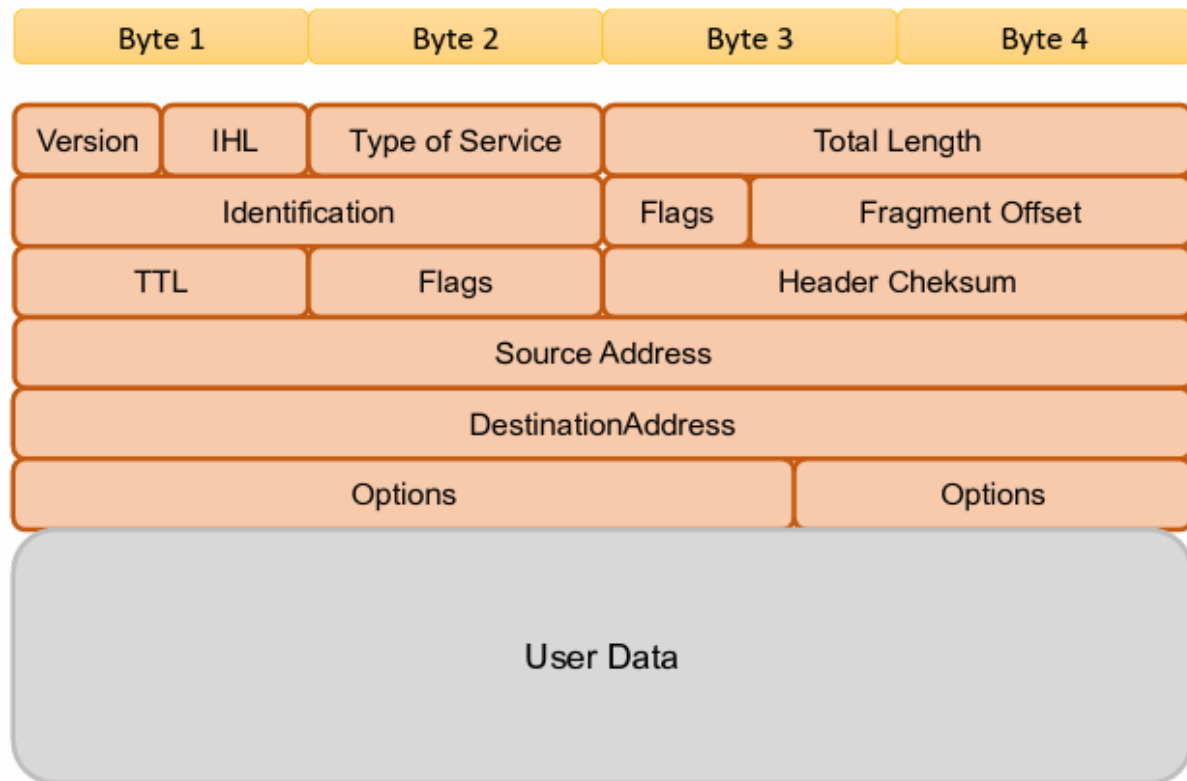 Byte 1 Byte 2 Byte 3 Byte 4
Version IHL Type of Service Total Length
Identification Flags Fragment Offset
TTL Flags Header Cheksum
Source Address
DestinationAddress
Options Options
User Data